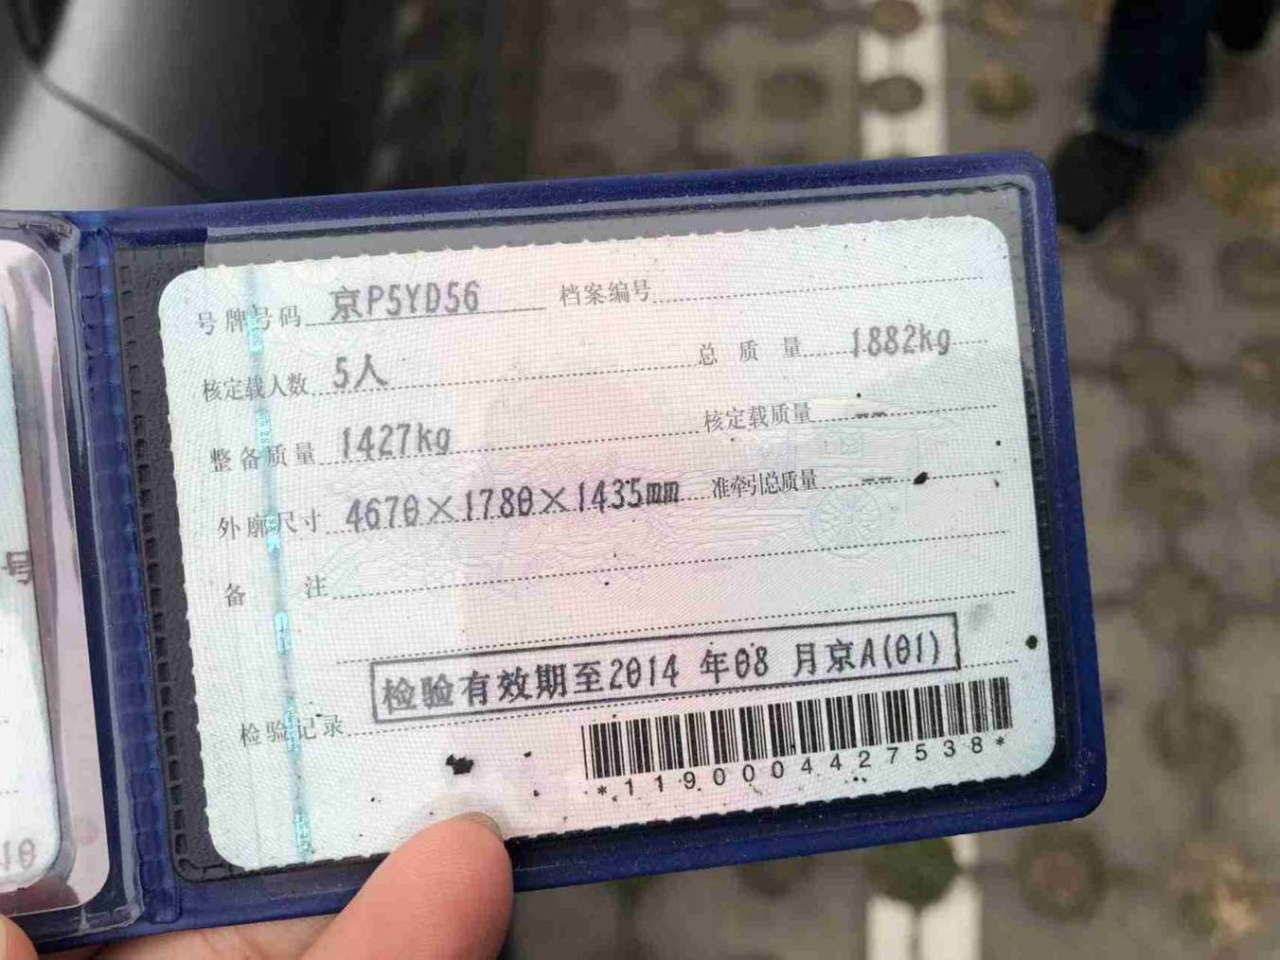 号牌号码 京P5YD56 档案编号
核定载人数 5人 总质量 1882kg
整备质量 1427kg 核定载质量 --
外廓尺寸 4670×1780×1435mm 准牵引总质量 --
备注
检验有效期至2014 年08 月京A(01)
检验记录
*119000442753 8*
号
10